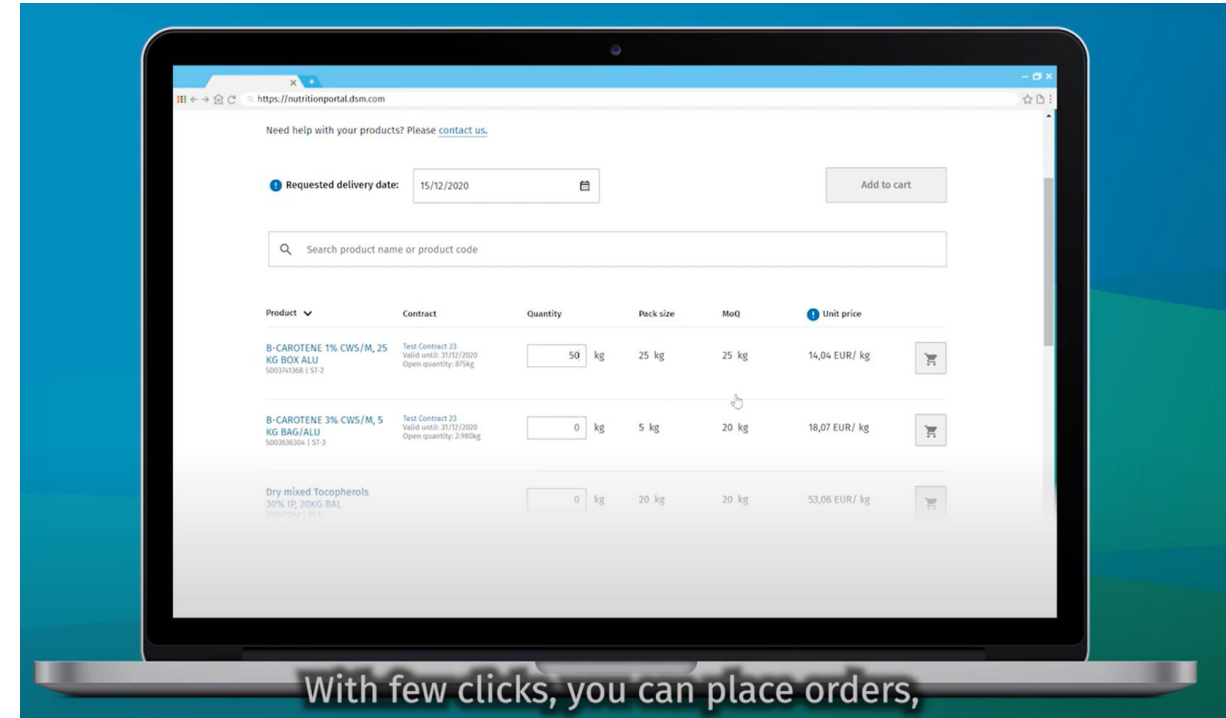 https://nutritionportal.dsm.com
Need help with your products? Please contact us.
Requested delivery date:
15/12/2020
Add to cart
Search product name or product code
Product
Contract
Quantity
Pack size
MoQ
Unit price
B-CAROTENE 1% CWS/M, 25
KG BOX ALU
5003741368 | ST-2
Test Contract 23
Valid until: 31/12/2020
Open quantity: 675kg
50 kg
25 kg
25 kg
14,04 EUR/ kg
B-CAROTENE 3% CWS/M, 5
KG BAG/ALU
5003636304 | ST-3
Test Contract 23
Valid until: 31/12/2020
Open quantity: 2.980kg
0 kg
5 kg
20 kg
18,07 EUR/ kg
Dry mixed Tocopherols
30% IP, 20KG BAL
0 kg
20 kg
20 kg
53,06 EUR/ kg
With few clicks, you can place orders,